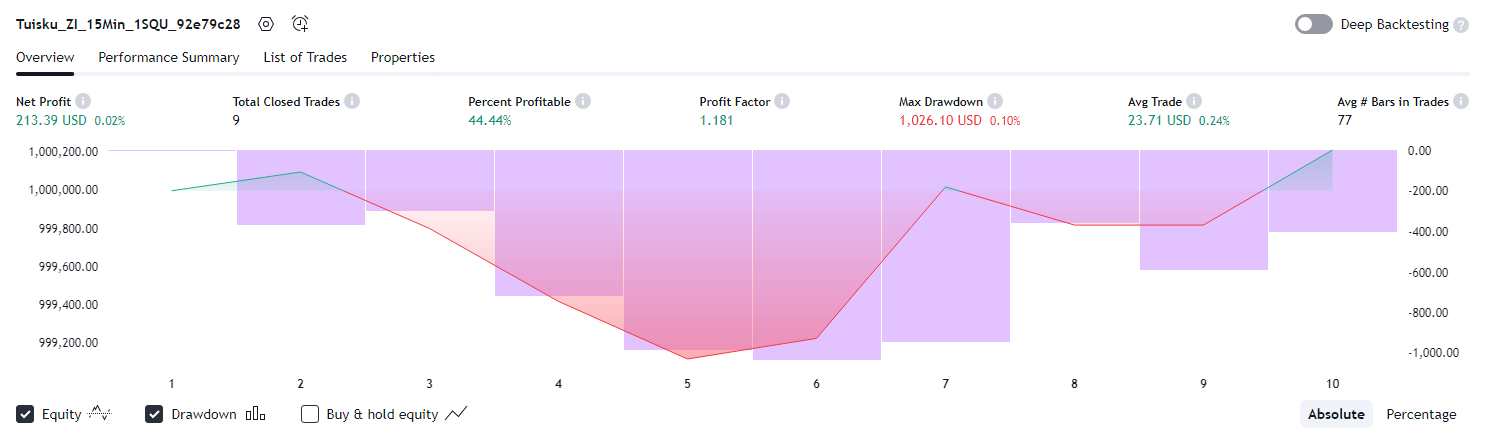 Tuisku_ZI_15Min_1SQU_92e79c28
Deep Backtesting ?
Overview Performance Summary List of Trades Properties
Net Profit Total Closed Trades Percent Profitable Profit Factor Max Drawdown Avg Trade Avg # Bars in Trades
213.39 USD 0.02% 9 44.44% 1.181 1,026.10 USD 0.10% 23.71 USD 0.24% 77
1,000,200.00 0.00
1,000,000.00 -200.00
999,800.00 -400.00
999,600.00 -600.00
999,400.00 -800.00
999,200.00 -1,000.00
1 2 3 4 5 6 7 8 9 10
Equity Drawdown Buy & hold equity Absolute Percentage